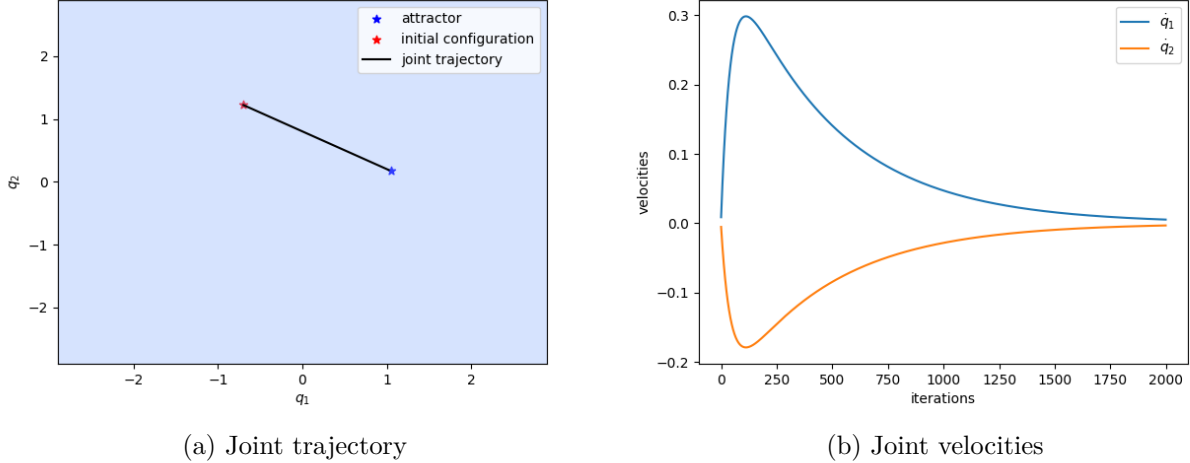 2
1
0
−1
−2
q₂
−2
−1
0
1
2
q₁
attractor
initial configuration
joint trajectory
(a) Joint trajectory
0.3
0.2
0.1
0.0
−0.1
−0.2
velocities
0
250
500
750
1000
1250
1500
1750
2000
iterations
q̇₁
q̇₂
(b) Joint velocities